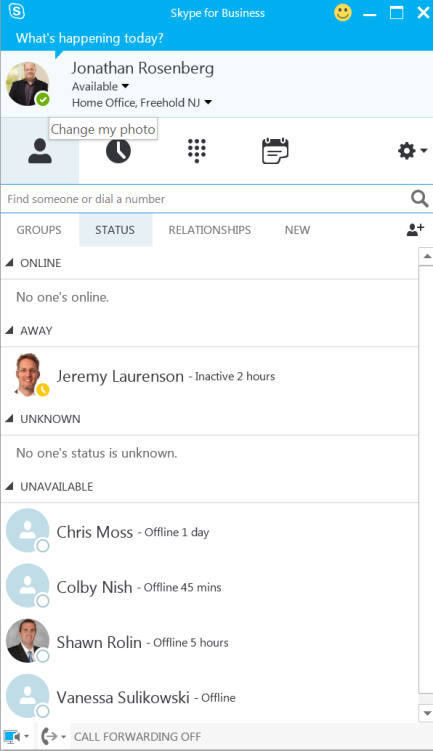 Skype for Business
What's happening today?
Jonathan Rosenberg
Available
Home Office, Freehold NJ
Change my photo
Find someone or dial a number
GROUPS STATUS RELATIONSHIPS NEW
ONLINE
No one's online.
AWAY
Jeremy Laurenson - Inactive 2 hours
UNKNOWN
No one's status is unknown.
UNAVAILABLE
Chris Moss - Offline 1 day
Colby Nish - Offline 45 mins
Shawn Rolin - Offline 5 hours
Vanessa Sulikowski - Offline
CALL FORWARDING OFF